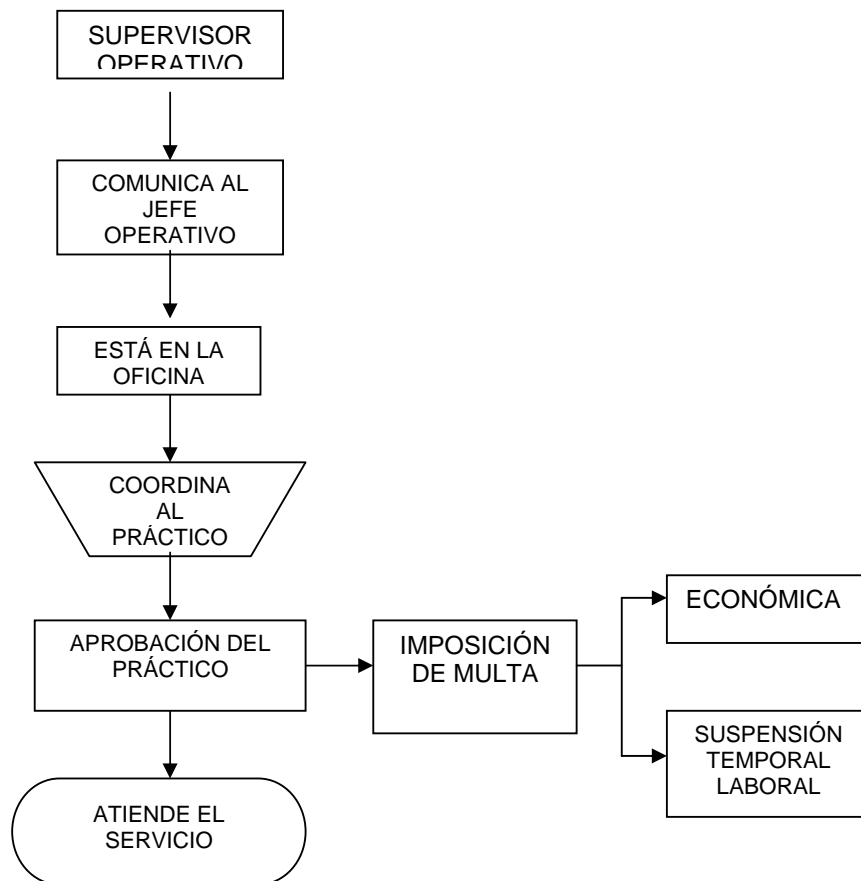 SUPERVISOR
OPERATIVO
COMUNICA AL
JEFE
OPERATIVO
ESTÁ EN LA
OFICINA
COORDINA
AL
PRÁCTICO
APROBACIÓN DEL
PRÁCTICO
IMPOSICIÓN
DE MULTA
ECONÓMICA
SUSPENSIÓN
TEMPORAL
LABORAL
ATIENDE EL
SERVICIO